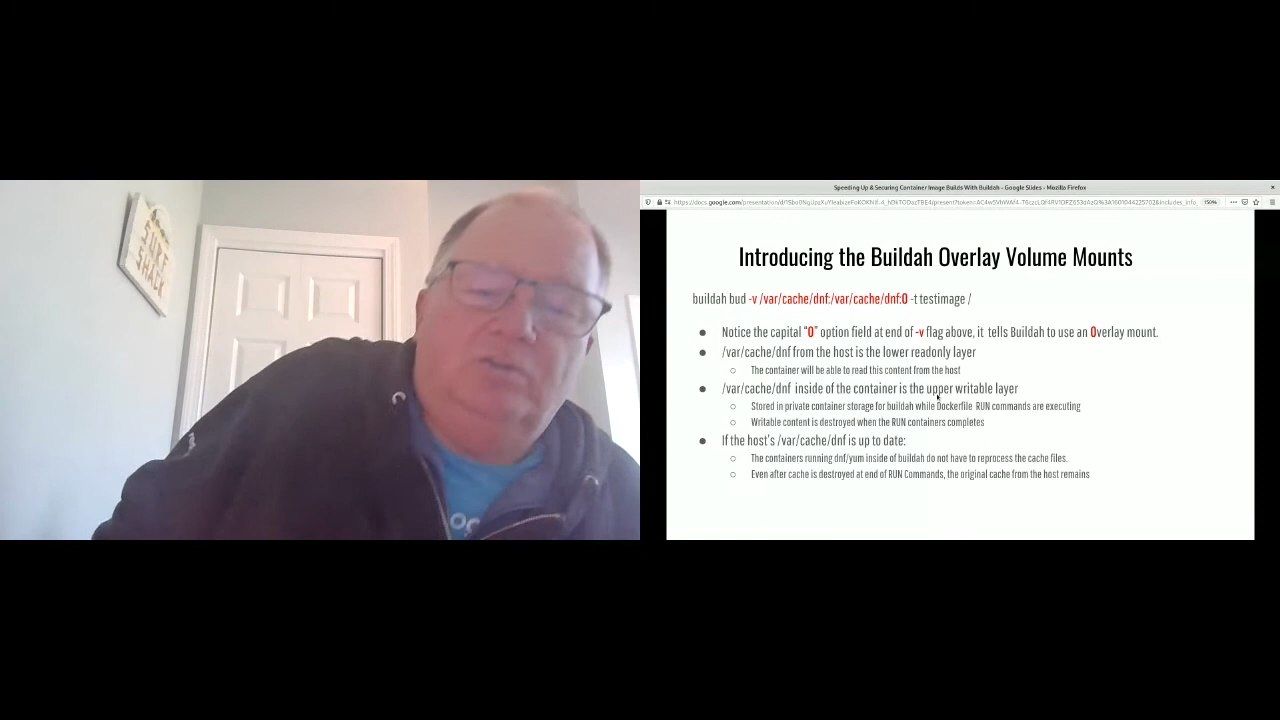 SUN
LAKE
SHACK
Speeding Up & Securing Container Image Builds With Buildah - Google Slides - Mozilla Firefox
150%
Introducing the Buildah Overlay Volume Mounts
buildah bud -v /var/cache/dnf:/var/cache/dnf:O -t testimage /
● Notice the capital “O” option field at end of -v flag above, it tells Buildah to use an Overlay mount.
● /var/cache/dnf from the host is the lower readonly layer
○ The container will be able to read this content from the host
● /var/cache/dnf inside of the container is the upper writable layer
○ Stored in private container storage for buildah while Dockerfile RUN commands are executing
○ Writable content is destroyed when the RUN containers completes
● If the host's /var/cache/dnf is up to date:
○ The containers running dnf/yum inside of buildah do not have to reprocess the cache files.
○ Even after cache is destroyed at end of RUN Commands, the original cache from the host remains